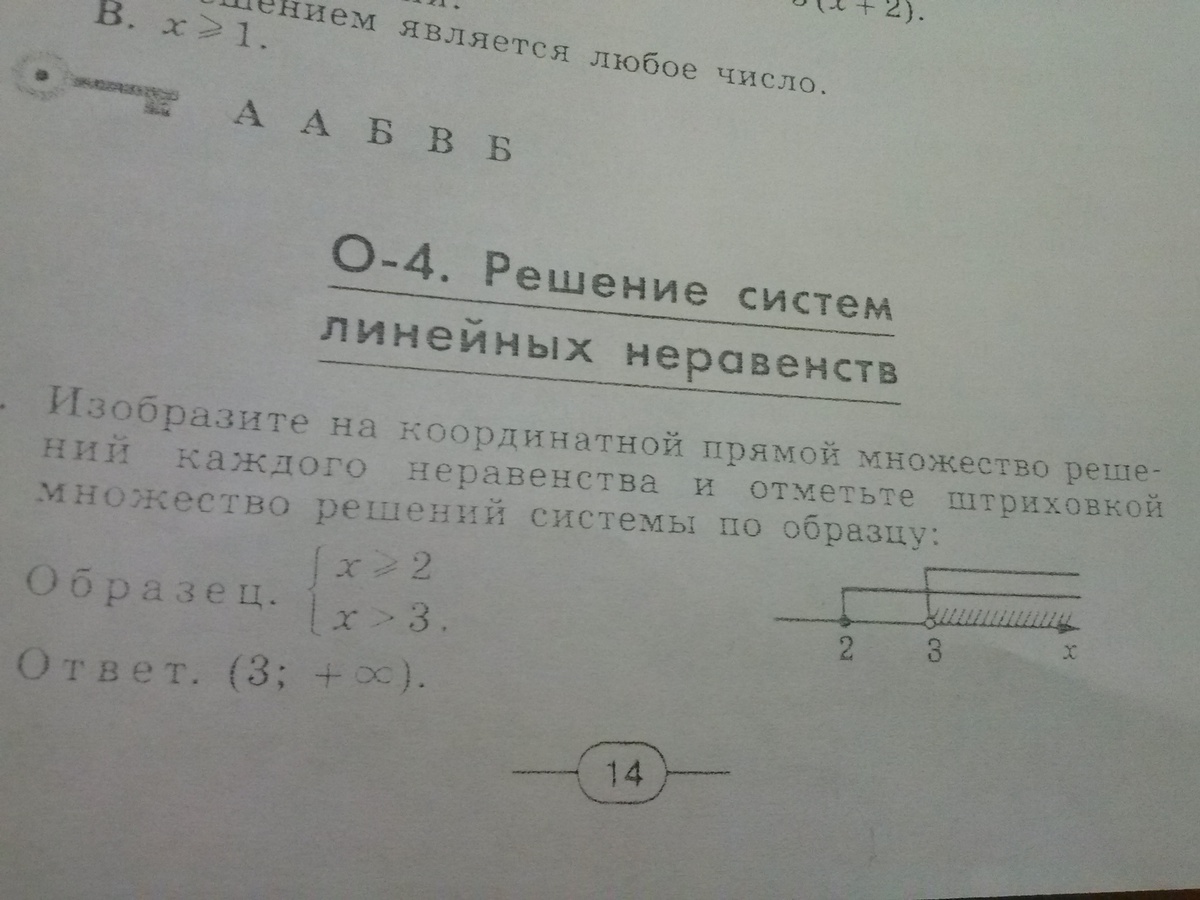 (x + 2).
В. x ⩾ 1.
является любое число.
А А Б В Б
О-4. Решение систем
линейных неравенств
Изобразите на координатной прямой множество реше-
ний каждого неравенства и отметьте штриховкой
множество решений системы по образцу:
Образец. { x ⩾ 2
x > 3.
2 3 x
Ответ. (3; +∞).
14